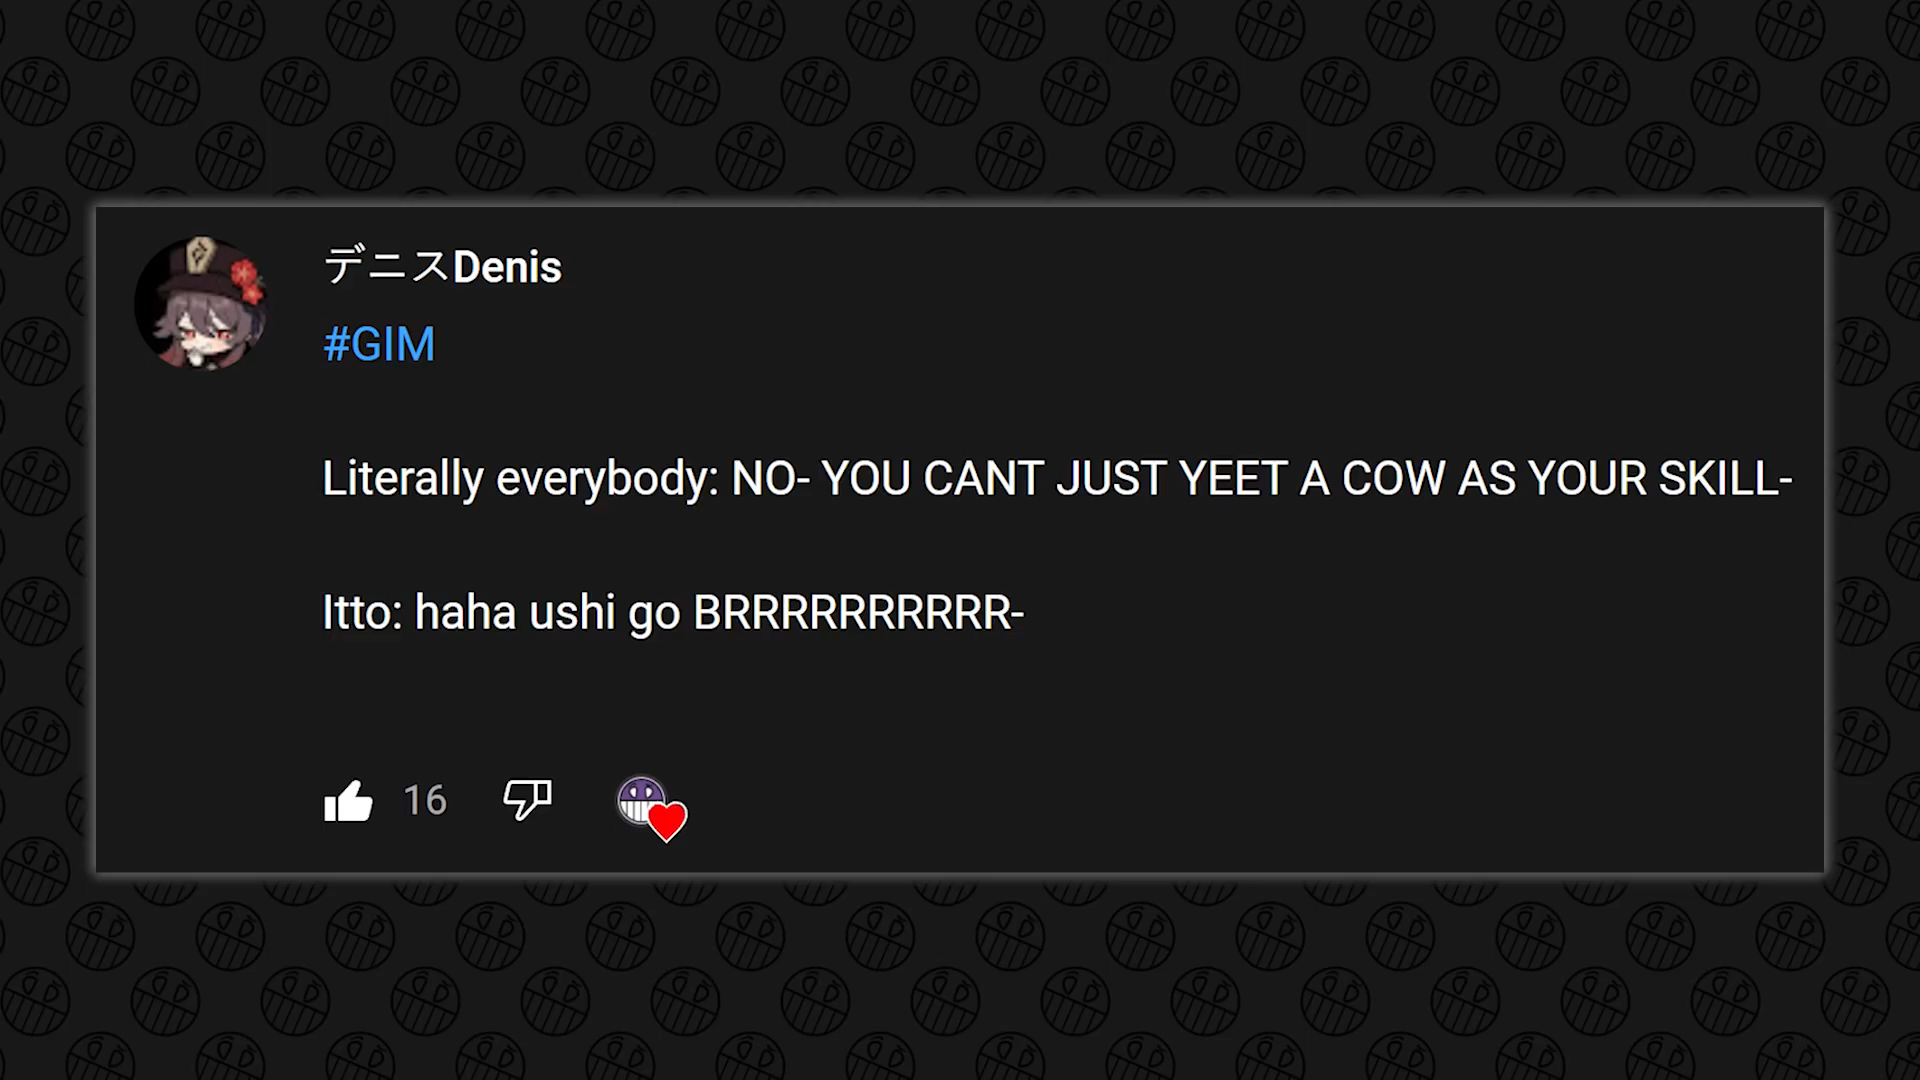 デニスDenis
#GIM
Literally everybody: NO- YOU CANT JUST YEET A COW AS YOUR SKILL-
Itto: haha ushi go BRRRRRRRRRRR-
16